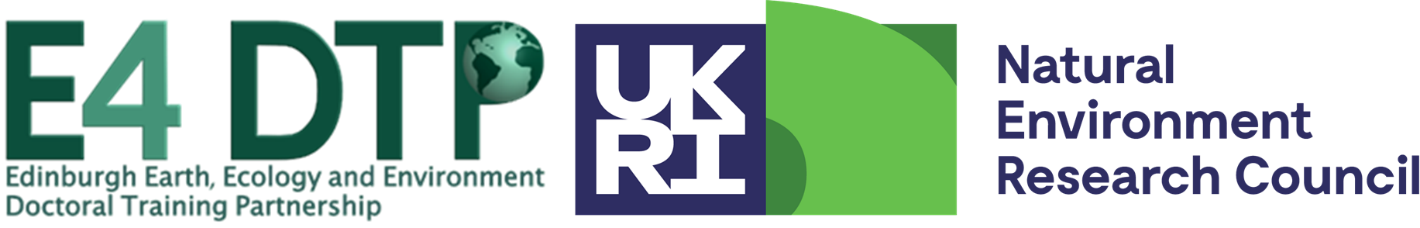 E4 DTP
Edinburgh Earth, Ecology and Environment
Doctoral Training Partnership
UK
RI
Natural
Environment
Research Council